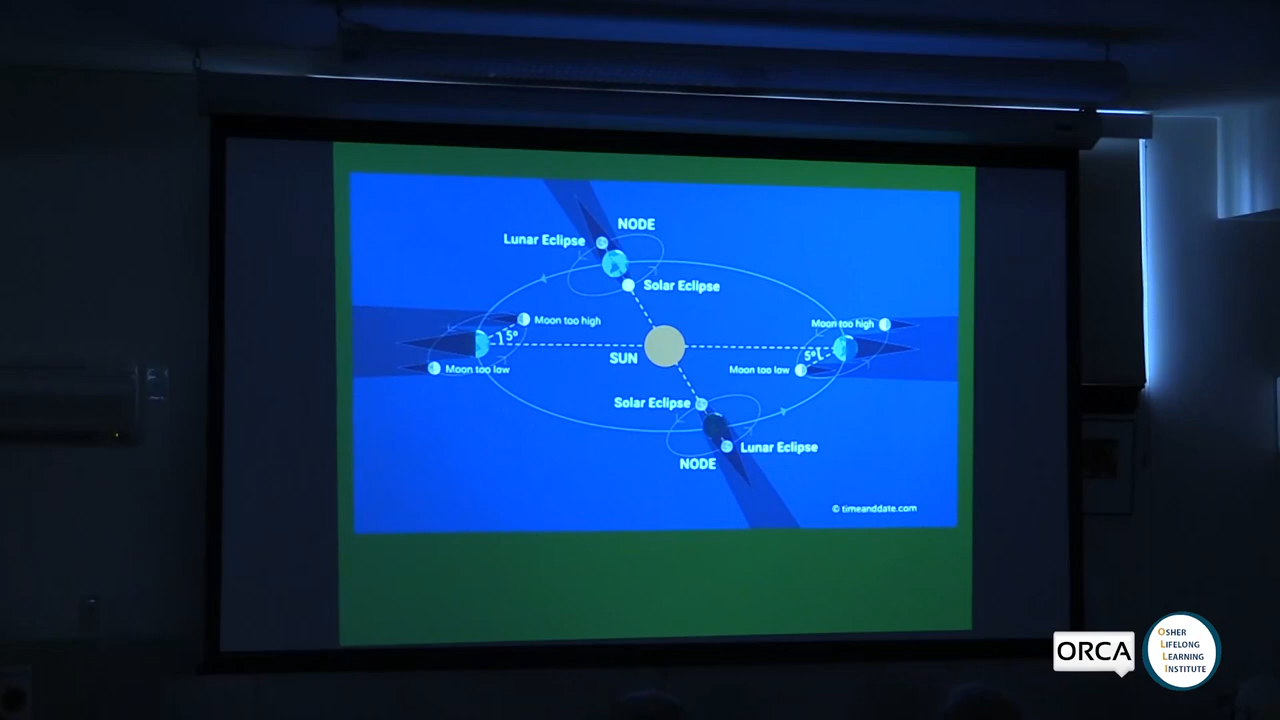 NODE
Lunar Eclipse
Solar Eclipse
Moon too high
5°
Moon too low
SUN
Moon too high
5°
Moon too low
Solar Eclipse
Lunar Eclipse
NODE
© timeanddate.com
ORCA
OSHER
LIFELONG
LEARNING
INSTITUTE